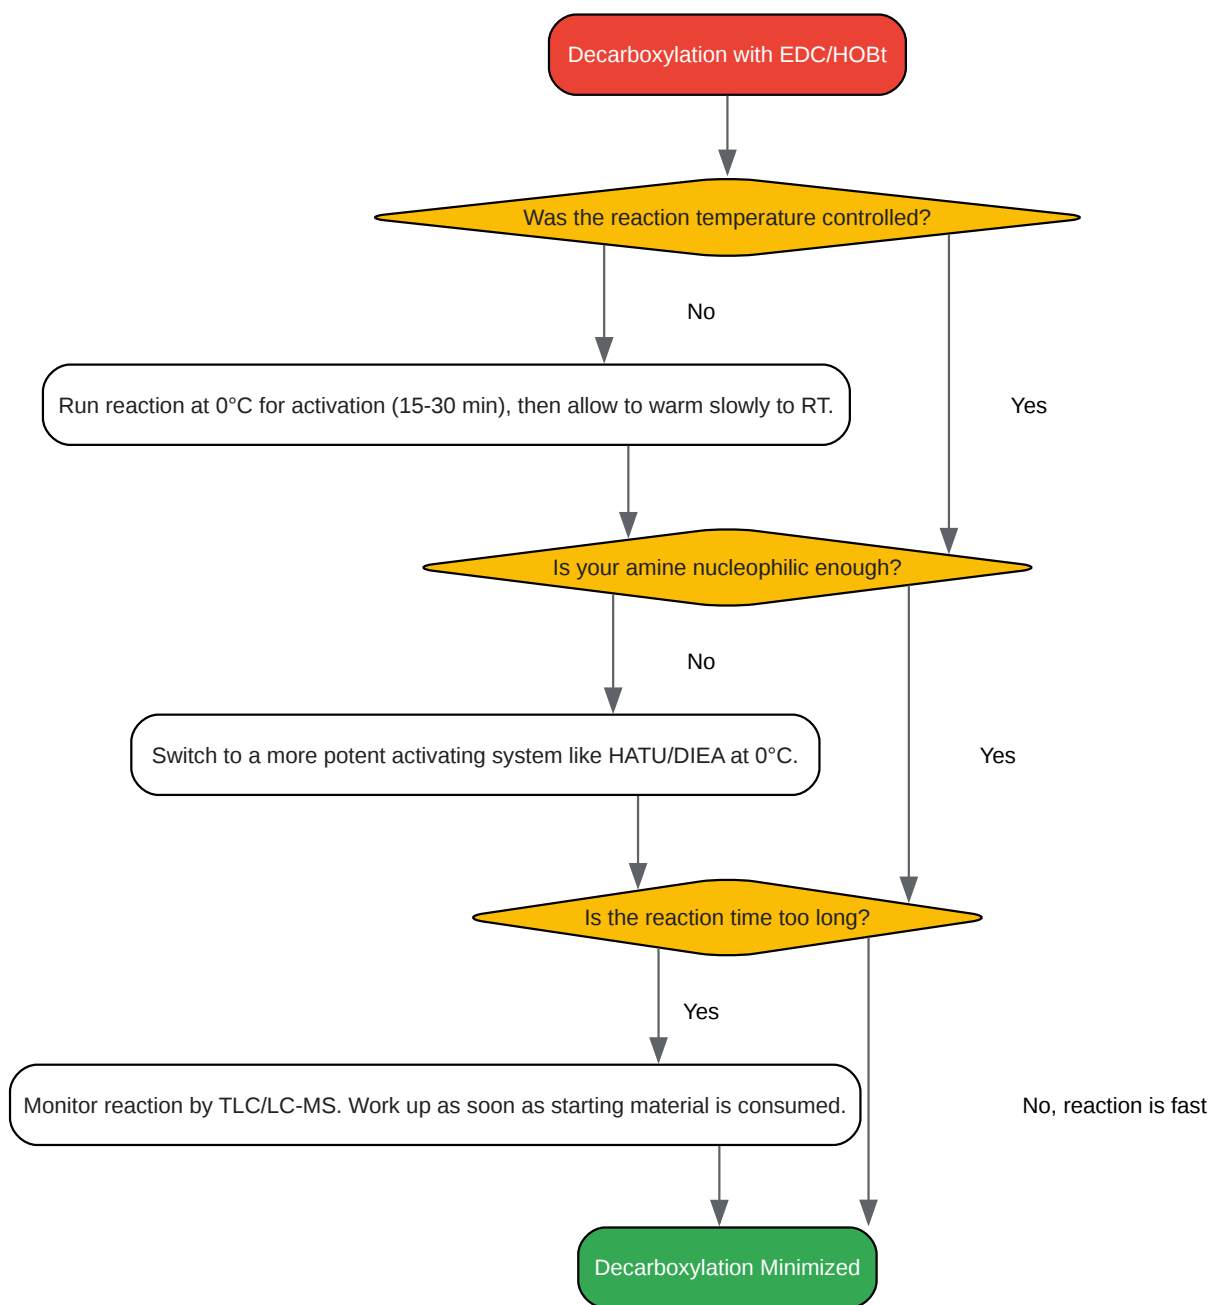 Decarboxylation with EDC/HOBt
Was the reaction temperature controlled?
No
Run reaction at 0°C for activation (15-30 min), then allow to warm slowly to RT.
Yes
Is your amine nucleophilic enough?
No
Switch to a more potent activating system like HATU/DIEA at 0°C.
Yes
Is the reaction time too long?
Yes
Monitor reaction by TLC/LC-MS. Work up as soon as starting material is consumed.
No, reaction is fast
Decarboxylation Minimized